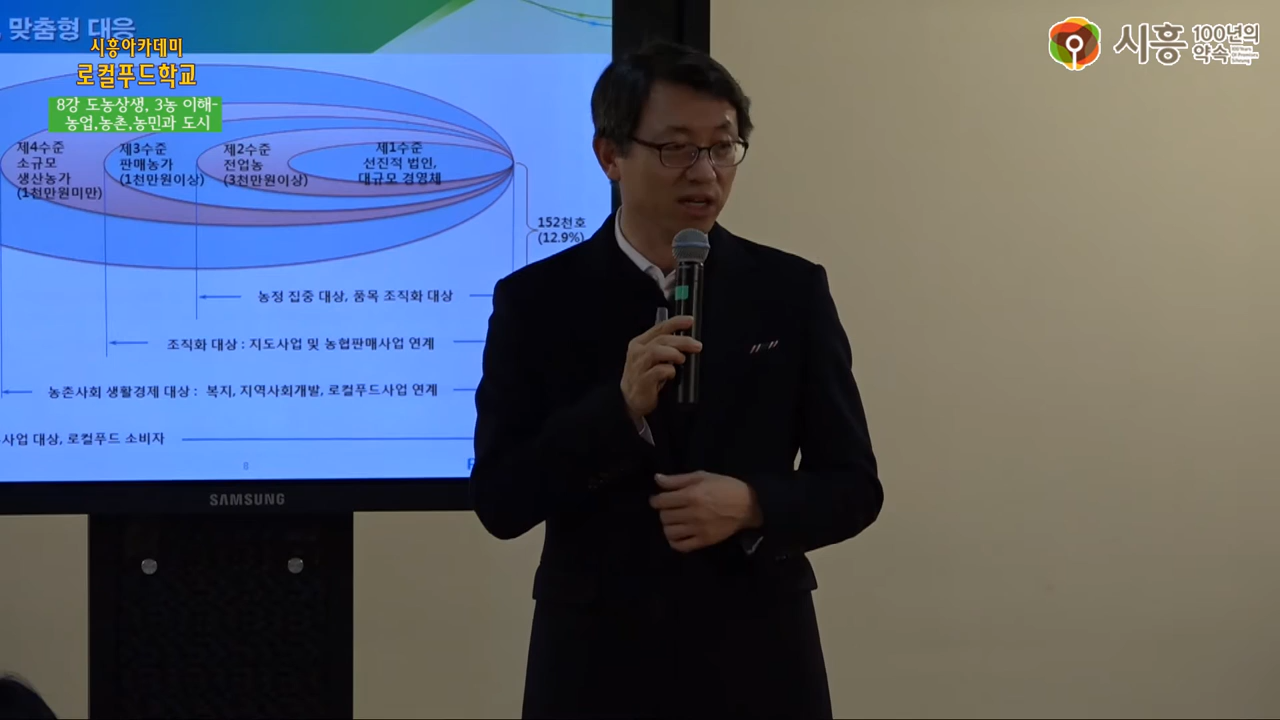 맞춤형 대응
시흥아카데미
로컬푸드학교
8강 도농상생, 3농 이해-
농업,농촌,농민과 도시
시흥 100년의
약속
제4수준
소규모
생산농가
(1천만원미만)
제3수준
판매농가
(1천만원이상)
제2수준
전업농
(3천만원이상)
제1수준
선진적 법인,
대규모 경영체
152천호
(12.9%)
농정 집중 대상, 품목 조직화 대상
조직화 대상 : 지도사업 및 농협판매사업 연계
농촌사회 생활경제 대상 : 복지, 지역사회개발, 로컬푸드사업 연계
사업 대상, 로컬푸드 소비자
8
SAMSUNG